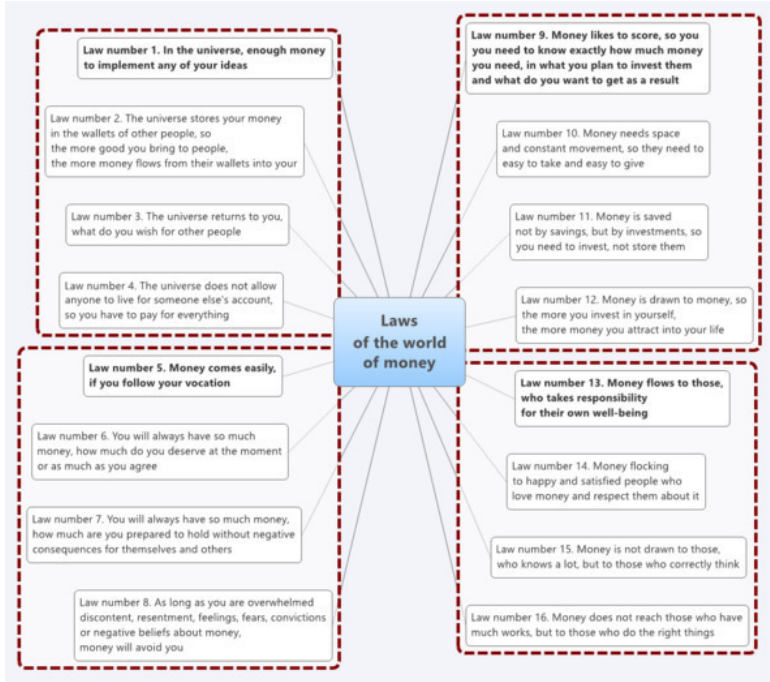 Law number 1. In the universe, enough money
to implement any of your ideas
Law number 2. The universe stores your money
in the wallets of other people, so
the more good you bring to people,
the more money flows from their wallets into your
Law number 3. The universe returns to you,
what do you wish for other people
Law number 4. The universe does not allow
anyone to live for someone else's account,
so you have to pay for everything
Law number 5. Money comes easily,
if you follow your vocation
Law number 6. You will always have so much
money, how much do you deserve at the moment
or as much as you agree
Law number 7. You will always have so much money,
how much are you prepared to hold without negative
consequences for themselves and others
Law number 8. As long as you are overwhelmed
discontent, resentment, feelings, fears, convictions
or negative beliefs about money,
money will avoid you
Laws
of the world
of money
Law number 9. Money likes to score, so you
you need to know exactly how much money
you need, in what you plan to invest them
and what do you want to get as a result
Law number 10. Money needs space
and constant movement, so they need to
easy to take and easy to give
Law number 11. Money is saved
not by savings, but by investments, so
you need to invest, not store them
Law number 12. Money is drawn to money, so
the more you invest in yourself,
the more money you attract into your life
Law number 13. Money flows to those,
who takes responsibility
for their own well-being
Law number 14. Money flocking
to happy and satisfied people who
love money and respect them about it
Law number 15. Money is not drawn to those,
who knows a lot, but to those who correctly think
Law number 16. Money does not reach those who have
much works, but to those who do the right things